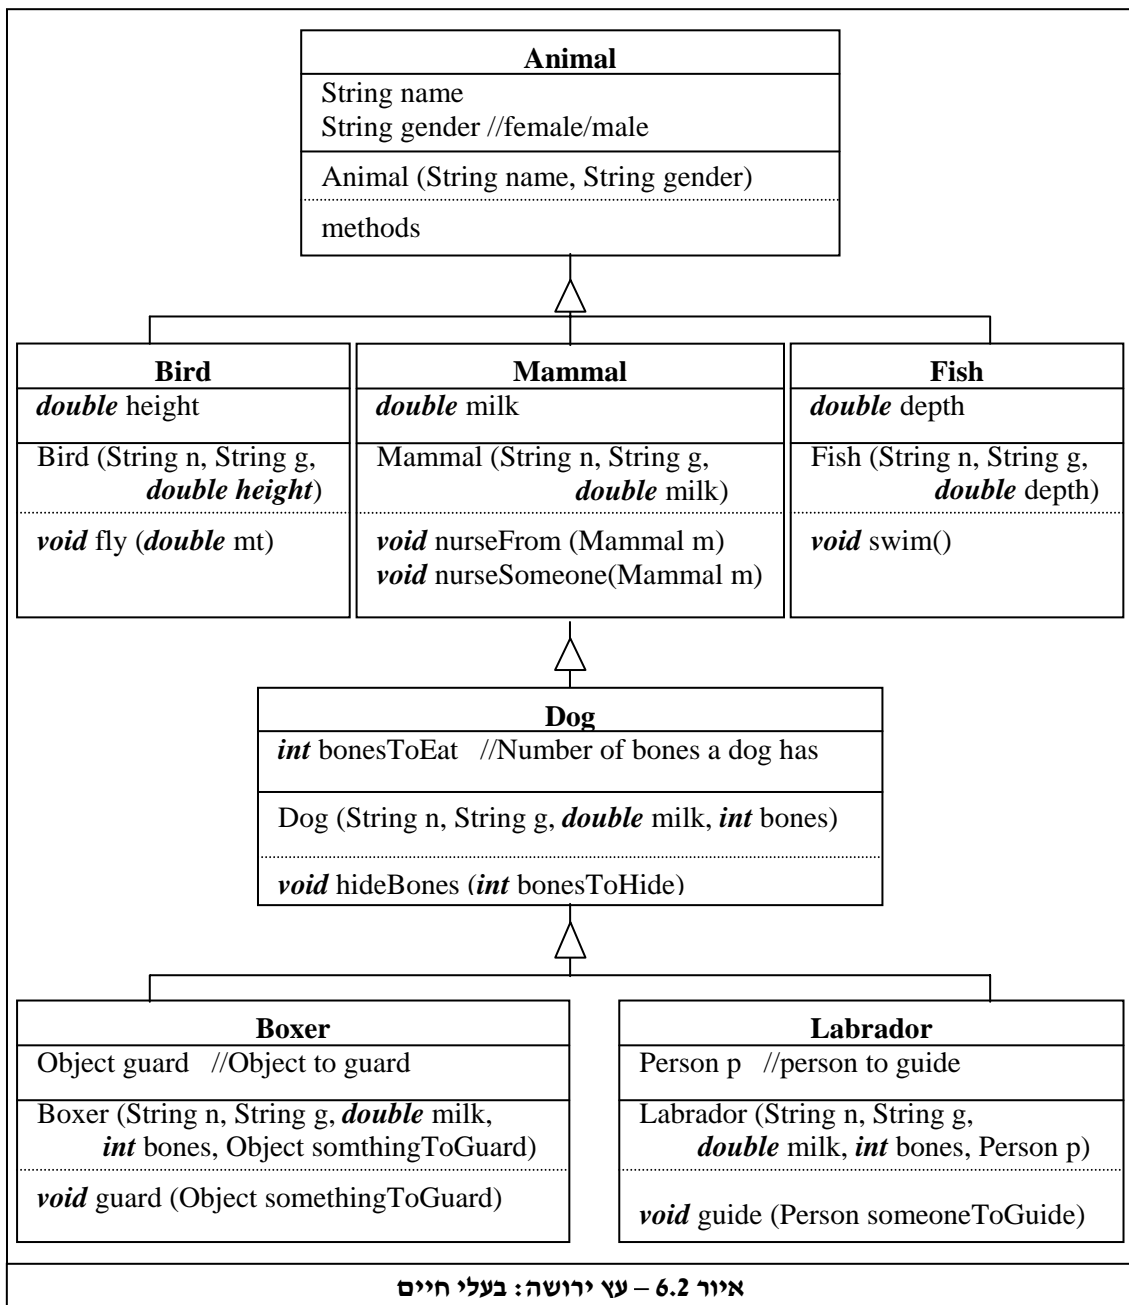 Animal
String name
String gender //female/male
Animal (String name, String gender)
methods
Bird
double height
Bird (String n, String g,
double height)
void fly (double mt)
Mammal
double milk
Mammal (String n, String g,
double milk)
void nurseFrom (Mammal m)
void nurseSomeone(Mammal m)
Fish
double depth
Fish (String n, String g,
double depth)
void swim()
Dog
int bonesToEat //Number of bones a dog has
Dog (String n, String g, double milk, int bones)
void hideBones (int bonesToHide)
Boxer
Object guard //Object to guard
Boxer (String n, String g, double milk,
int bones, Object somthingToGuard)
void guard (Object somethingToGuard)
Labrador
Person p //person to guide
Labrador (String n, String g,
double milk, int bones, Person p)
void guide (Person someoneToGuide)
איור 6.2 – עץ ירושה: בעלי חיים